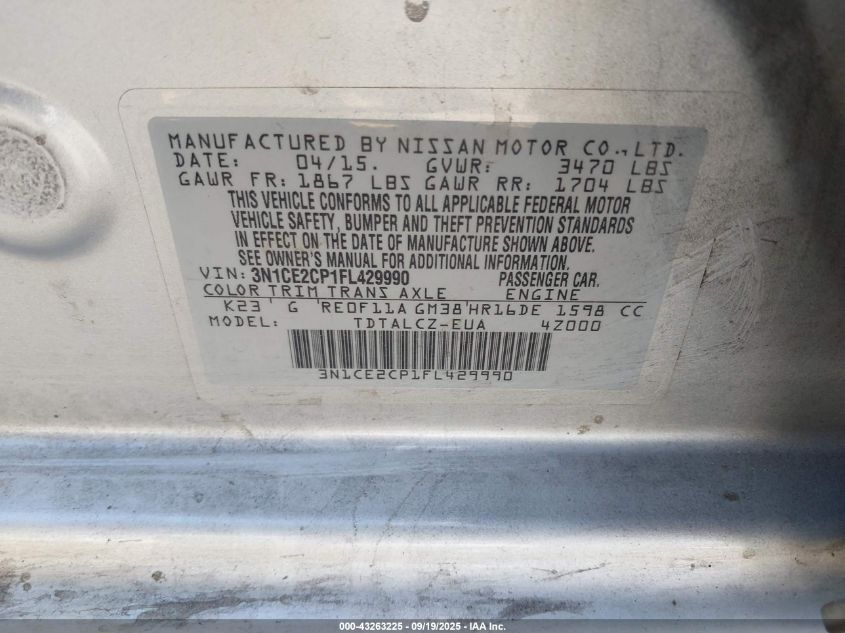 MANUFACTURED BY NISSAN MOTOR CO., LTD.
DATE: 04/15. GVWR: 3470 LBS
GAWR FR: 1867 LBS GAWR RR: 1704 LBS
THIS VEHICLE CONFORMS TO ALL APPLICABLE FEDERAL MOTOR
VEHICLE SAFETY, BUMPER AND THEFT PREVENTION STANDARDS
IN EFFECT ON THE DATE OF MANUFACTURE SHOWN ABOVE.
SEE OWNER'S MANUAL FOR ADDITIONAL INFORMATION.
VIN: 3N1CE2CP1FL429990 PASSENGER CAR.
COLOR TRIM TRANS AXLE ENGINE
K23 ' G 'RE0F11A GM38'HR16DE 1598 CC
MODEL: TDTALCZ-EUA 4Z000
3N1CE2CP1FL429990
000-43263225 - 09/19/2025 - IAA Inc.